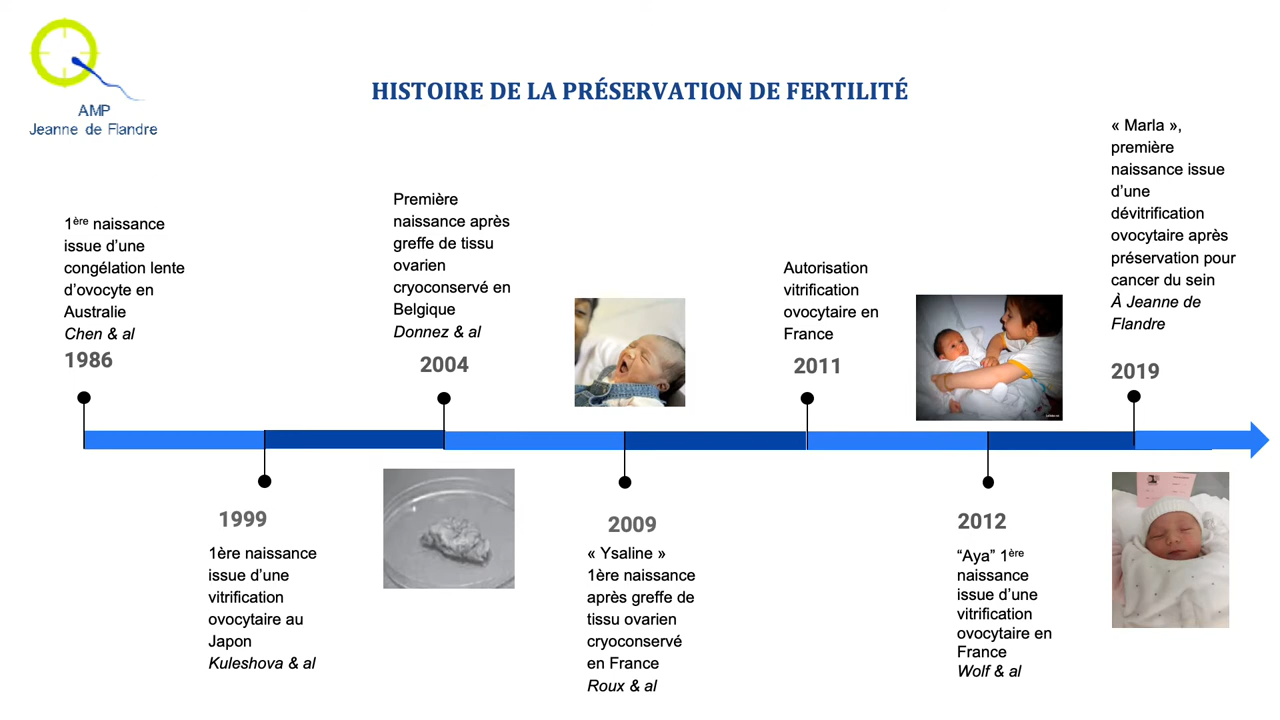 AMP
Jeanne de Flandre
HISTOIRE DE LA PRÉSERVATION DE FERTILITÉ
1ère naissance
issue d’une
congélation lente
d’ovocyte en
Australie
Chen & al
1986
1999
1ère naissance
issue d’une
vitrification
ovocytaire au
Japon
Kuleshova & al
Première
naissance après
greffe de tissu
ovarien
cryoconservé en
Belgique
Donnez & al
2004
2009
« Ysaline »
1ère naissance
après greffe de
tissu ovarien
cryoconservé
en France
Roux & al
Autorisation
vitrification
ovocytaire en
France
2011
2012
“Aya” 1ère
naissance
issue d’une
vitrification
ovocytaire en
France
Wolf & al
« Marla »,
première
naissance issue
d’une
dévitrification
ovocytaire après
préservation pour
cancer du sein
À Jeanne de
Flandre
2019